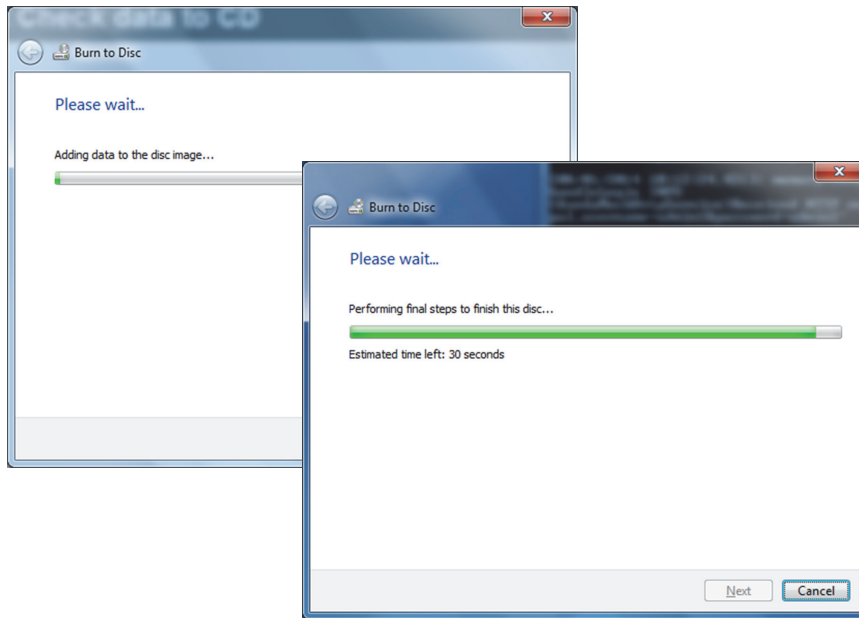 Check data to CD
Burn to Disc
Please wait...
Adding data to the disc image...
Burn to Disc
Please wait...
Performing final steps to finish this disc...
Estimated time left: 30 seconds
Next
Cancel